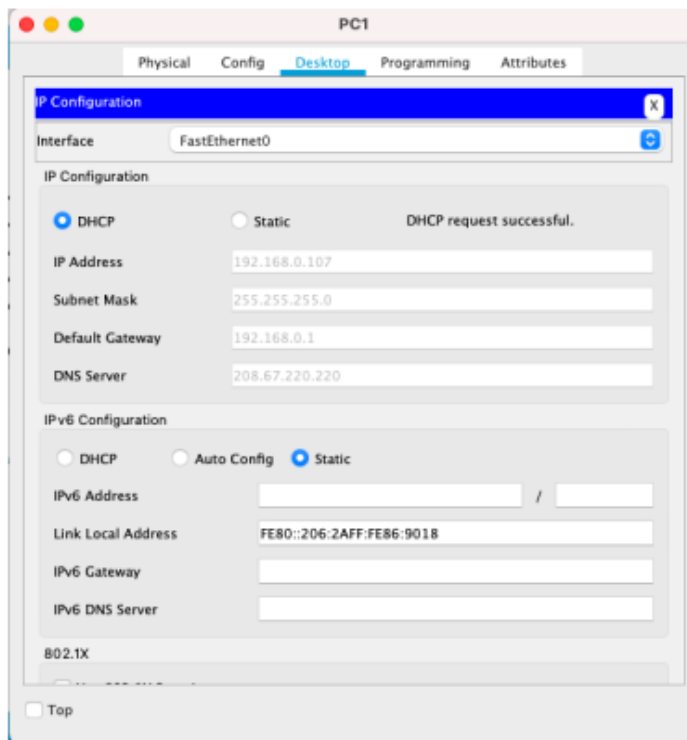 PC1
Physical Config Desktop Programming Attributes
IP Configuration X
Interface FastEthernet0
IP Configuration
DHCP Static DHCP request successful.
IP Address 192.168.0.107
Subnet Mask 255.255.255.0
Default Gateway 192.168.0.1
DNS Server 208.67.220.220
IPv6 Configuration
DHCP Auto Config Static
IPv6 Address /
Link Local Address FE80::206:2AFF:FE86:9018
IPv6 Gateway
IPv6 DNS Server
802.1X
Top